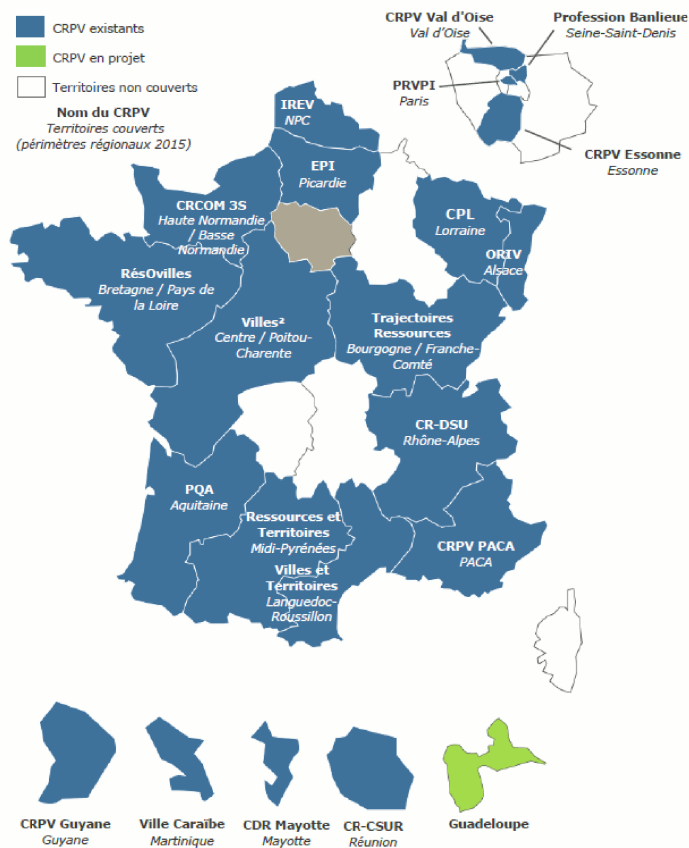 CRPV existants
CRPV en projet
Territoires non couverts
Nom du CRPV
Territoires couverts
(périmètres régionaux 2015)
CRPV Val d'Oise
Val d'Oise
Profession Banlieue
Seine-Saint-Denis
PRVPI
Paris
CRPV Essonne
Essonne
IREV
NPC
EPI
Picardie
CRCOM 3S
Haute Normandie
/ Basse
Normandie
CPL
Lorraine
ORIV
Alsace
RésOvilles
Bretagne / Pays de
la Loire
Villes²
Centre / Poitou-
Charente
Trajectoires
Ressources
Bourgogne / Franche-
Comté
CR-DSU
Rhône-Alpes
PQA
Aquitaine
Ressources et
Territoires
Midi-Pyrénées
Villes et
Térritoires
Languedoc-
Roussillon
CRPV PACA
PACA
CRPV Guyane
Guyane
Ville Caraïbe
Martinique
CDR Mayotte
Mayotte
CR-CSUR
Réunion
Guadeloupe